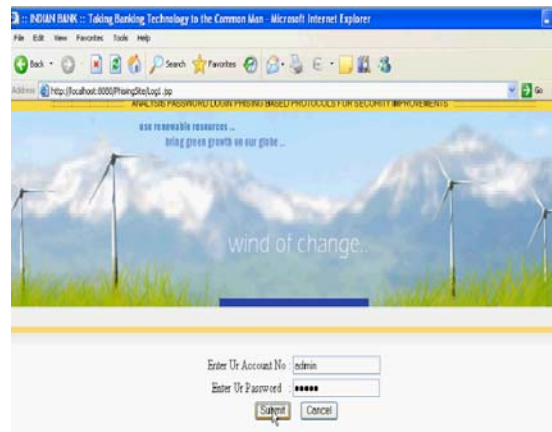 :: INDIAN BANK :: Taking Banking Technology to the Common Man - Microsoft Internet Explorer
File Edit View Favorites Tools Help
Back Search Favorites
Address http://localhost:8080/PhisingSite/Log1.jsp Go
ANALYSIS PASSWORD LOGIN PHISING BASED PROTOCOLS FOR SECURITY IMPROVEMENTS
use renewable resources ...
bring green growth on our globe ...
wind of change..
Enter Ur Account No : admin
Enter Ur Password : •••••
Submit Cancel